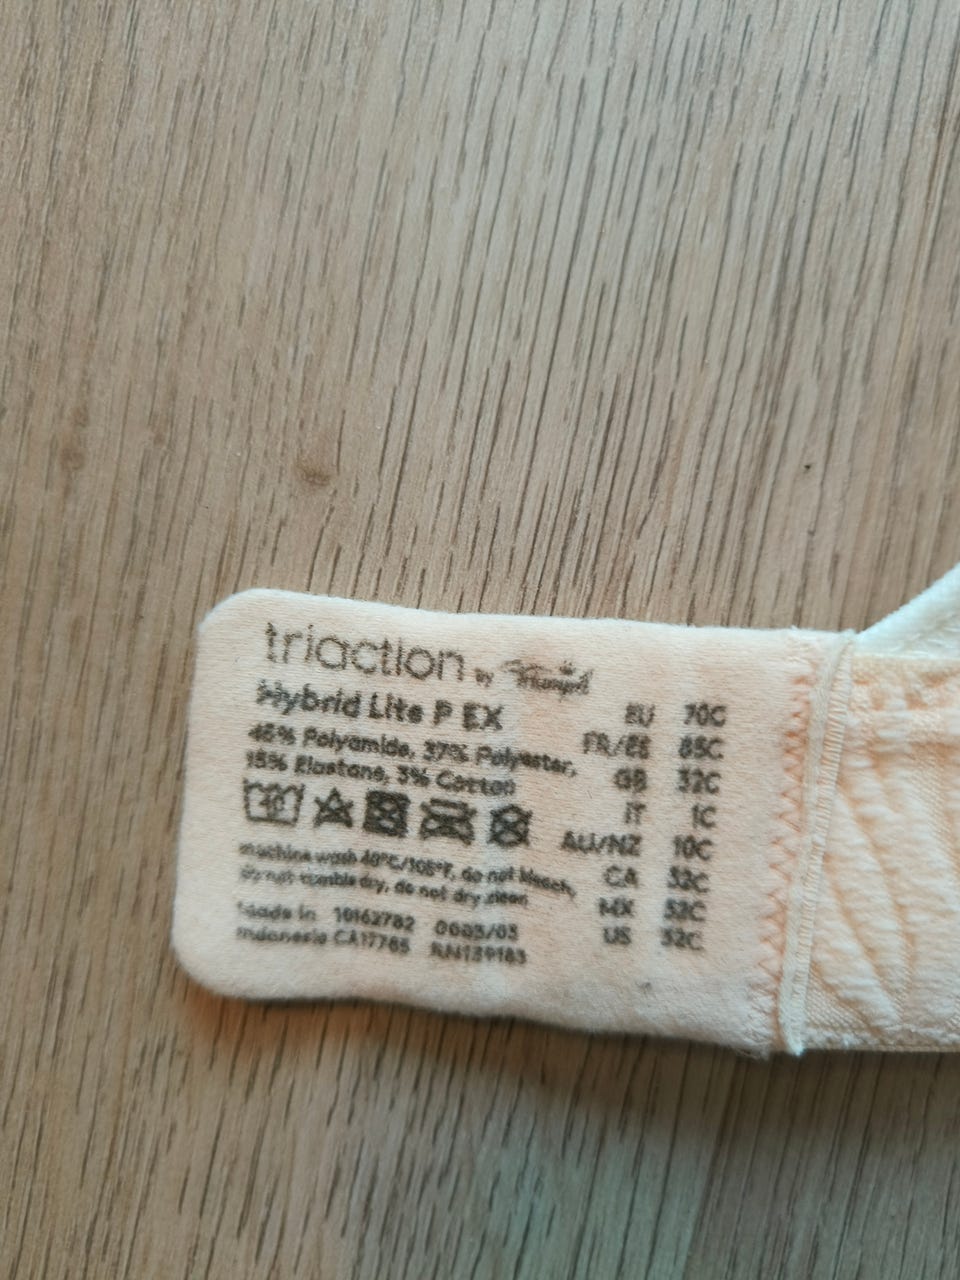 triaction by Triumph
Hybrid Lite P EX
45% Polyamide, 37% Polyester,
15% Elastane, 3% Cotton
40
machine wash 40°C/105°F, do not bleach,
do not tumble dry, do not dry clean
Made in 10162782 0003/03
Indonesia CA17765 RN139183
EU 70C
FR/ES 85C
GB 32C
IT 1C
AU/NZ 10C
CA 32C
MX 32C
US 32C